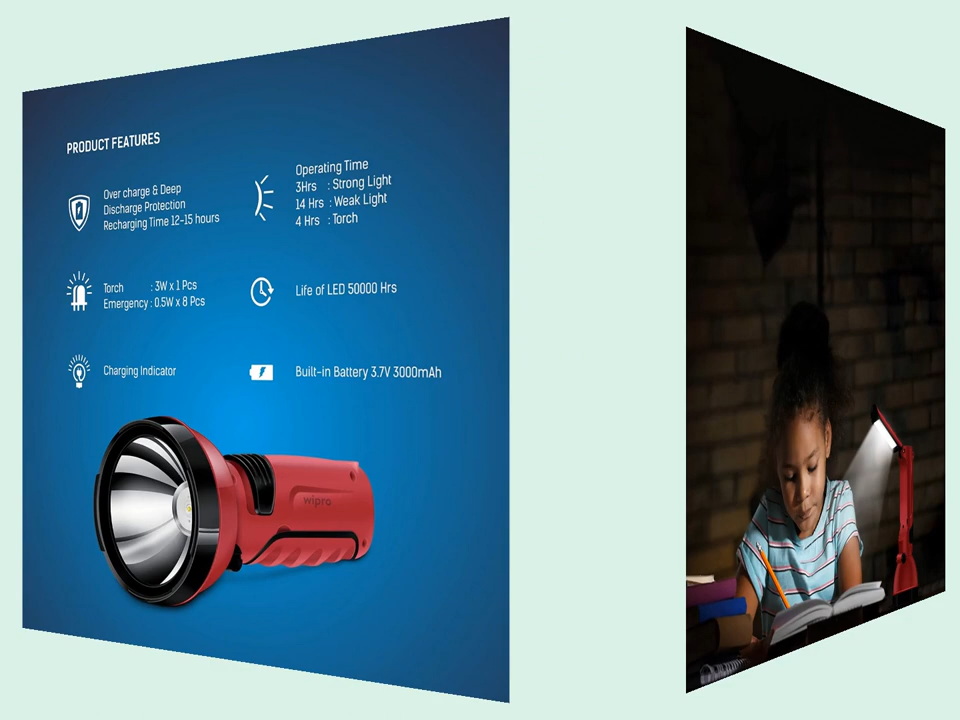 PRODUCT FEATURES
Over charge & Deep
Discharge Protection
Recharging Time 12-15 hours
Operating Time
3Hrs : Strong Light
14 Hrs : Weak Light
4 Hrs : Torch
Torch : 3W x 1 Pcs
Emergency : 0.5W x 8 Pcs
Life of LED 50000 Hrs
Charging Indicator
Built-in Battery 3.7V 3000mAh
wipro